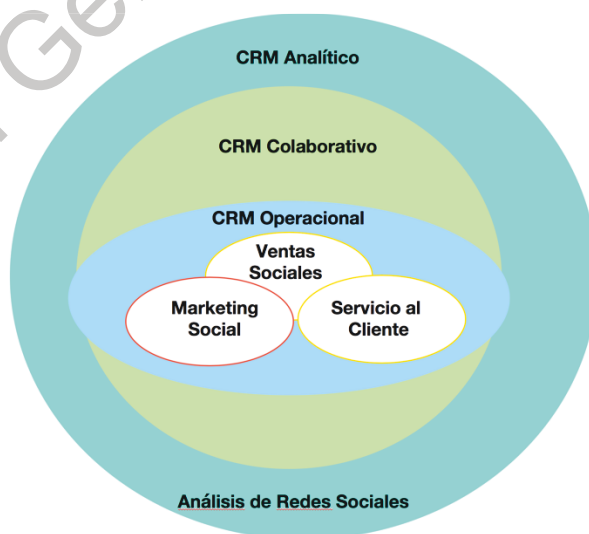 CRM Analítico
CRM Colaborativo
CRM Operacional
Ventas
Sociales
Marketing
Social
Servicio al
Cliente
Análisis de Redes Sociales